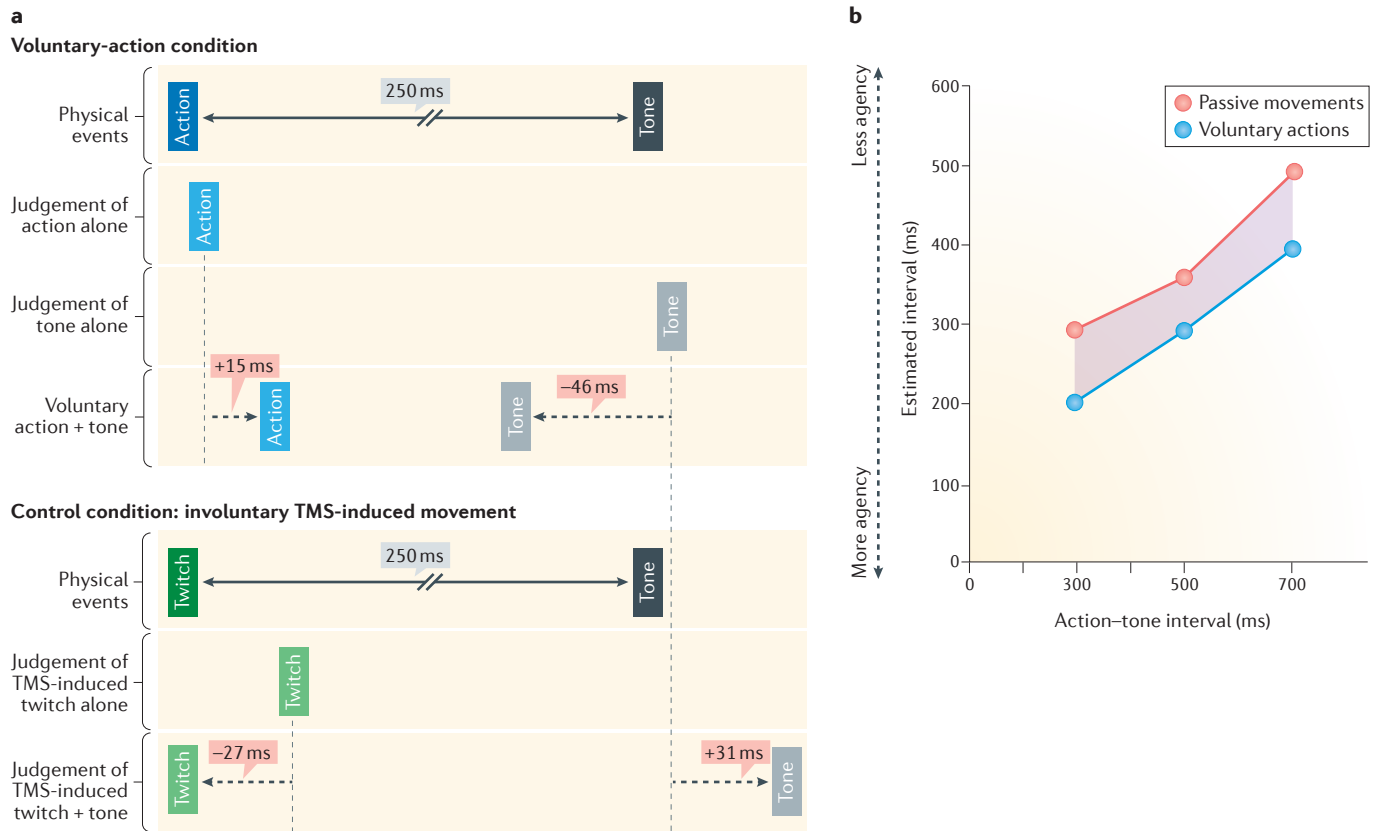 a
Voluntary-action condition
Physical
events
Action
250 ms
Tone
Judgement of
action alone
Action
Judgement of
tone alone
Tone
Voluntary
action + tone
+15 ms
Action
Tone
–46 ms
Control condition: involuntary TMS-induced movement
Physical
events
Twitch
250 ms
Tone
Judgement of
TMS-induced
twitch alone
Twitch
Judgement of
TMS-induced
twitch + tone
Twitch
–27 ms
+31 ms
Tone
b
Less agency
More agency
Estimated interval (ms)
600
500
400
300
200
100
0
Passive movements
Voluntary actions
0
300
500
700
Action–tone interval (ms)